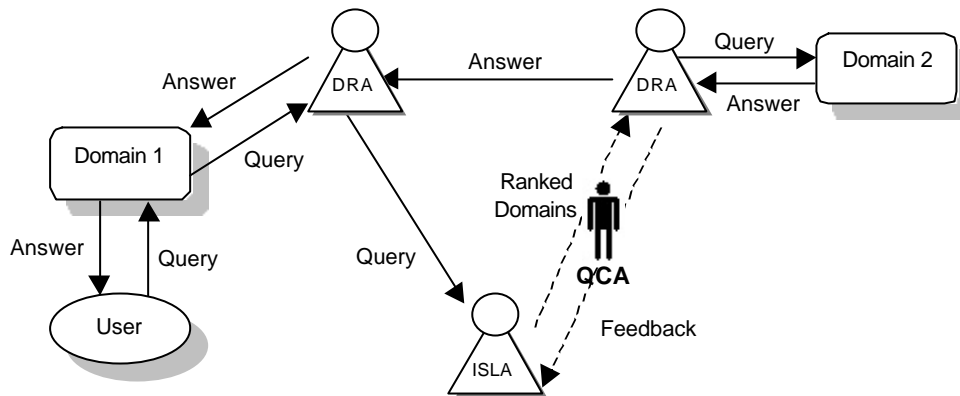 Query
Answer
Domain 2
DRA
DRA
Answer
Answer
Domain 1
Query
Ranked
Domains
Answer
Query
Query
QCA
User
Feedback
ISLA